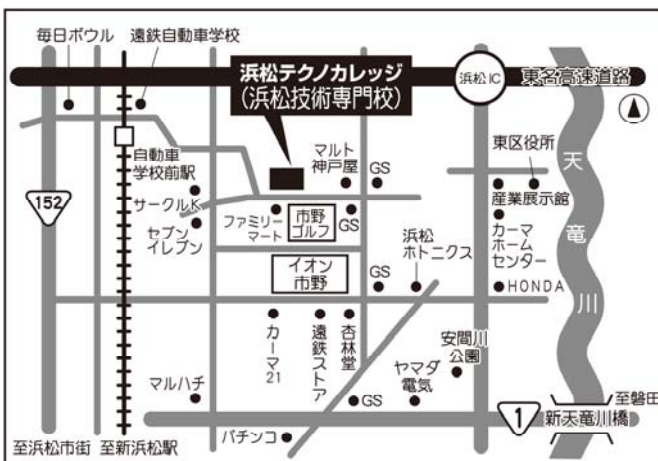 毎日ボウル
遠鉄自動車学校
浜松テクノカレッジ
(浜松技術専門校)
浜松IC
東名高速道路
自動車
学校前駅
マルト
神戸屋
GS
東区役所
152
サークルK
セブン
イレブン
ファミリー
マート
市野
ゴルフ
GS
浜松
ホトニクス
産業展示館
カーマ
ホーム
センター
天竜川
イオン
市野
GS
HONDA
カーマ21
遠鉄ストア
杏林堂
安間川
公園
マルハチ
GS
ヤマダ
電気
1
至磐田
新天竜川橋
至浜松市街
至新浜松駅
パチンコ